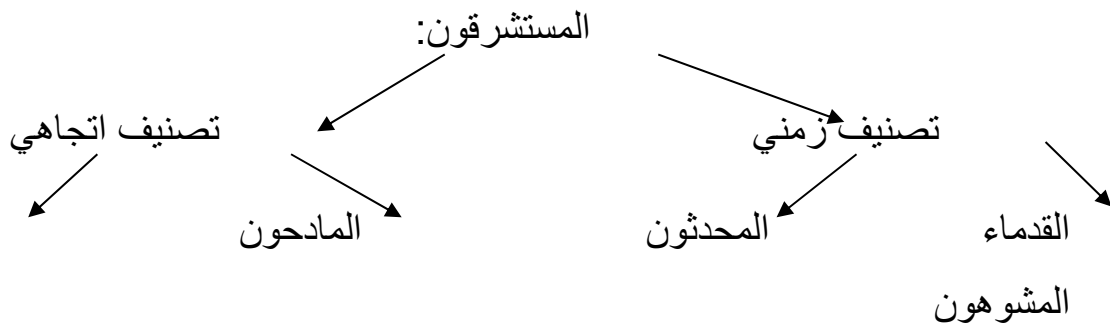 المستشرقون:
تصنيف زمني تصنيف اتجاهي
القدماء المحدثون المادحون
المشوهون